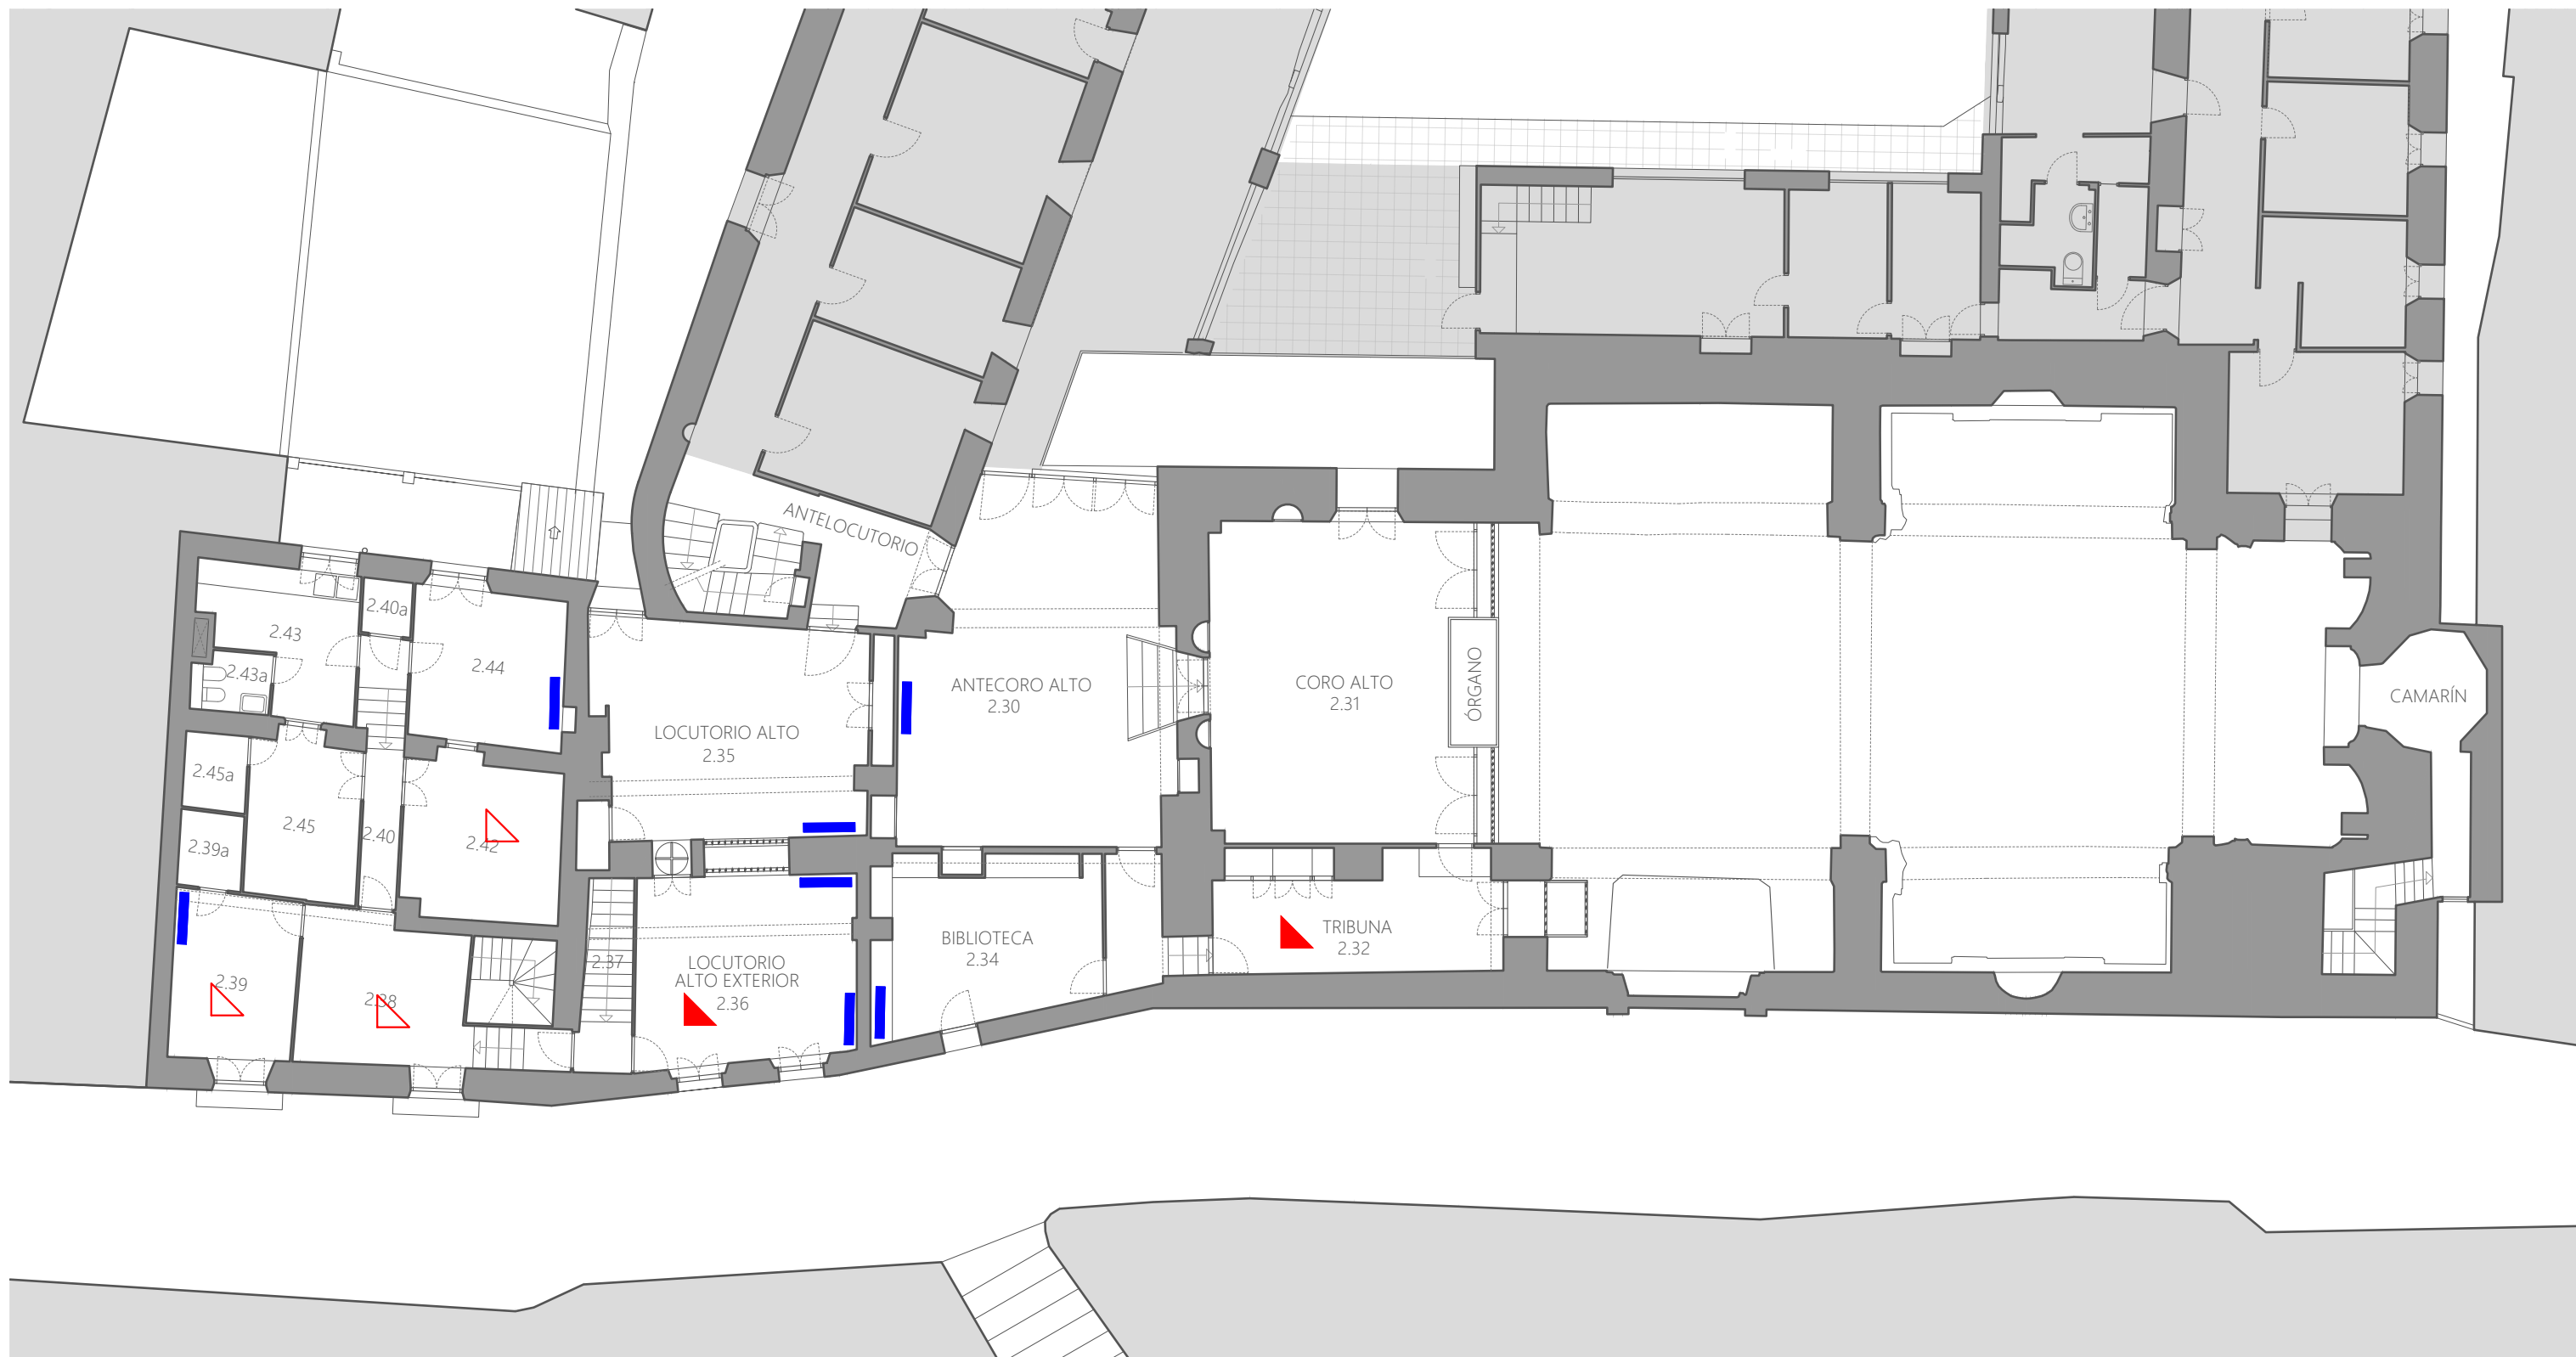 ANTELOCUTORIO
2.40a
2.43
2.43a
2.44
ANTECORO ALTO
2.30
CORO ALTO
2.31
ÓRGANO
CAMARÍN
LOCUTORIO ALTO
2.35
2.45a
2.45
2.40
2.42
2.39a
TRIBUNA
2.32
BIBLIOTECA
2.34
2.37
LOCUTORIO
ALTO EXTERIOR
2.36
2.39
2.38